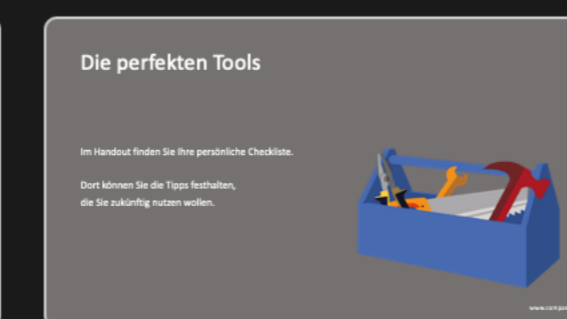 Die perfekten Tools
Im Handout finden Sie Ihre persönliche Checkliste.
Dort können Sie die Tipps festhalten,
die Sie zukünftig nutzen wollen.